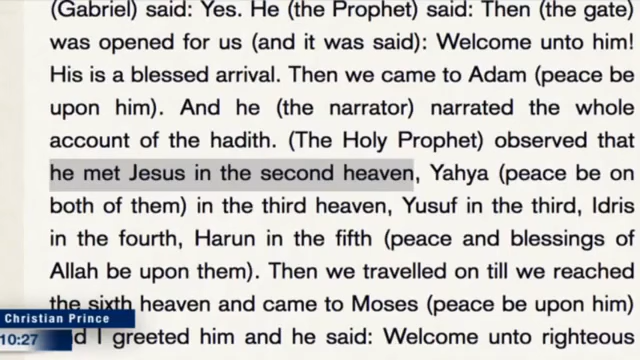 (Gabriel) said: Yes. He (the Prophet) said: Then (the gate)
was opened for us (and it was said): Welcome unto him!
His is a blessed arrival. Then we came to Adam (peace be
upon him). And he (the narrator) narrated the whole
account of the hadith. (The Holy Prophet) observed that
he met Jesus in the second heaven, Yahya (peace be on
both of them) in the third heaven, Yusuf in the third, Idris
in the fourth, Harun in the fifth (peace and blessings of
Allah be upon them). Then we travelled on till we reached
the sixth heaven and came to Moses (peace be upon him)
I greeted him and he said: Welcome unto righteous
Christian Prince
10:27